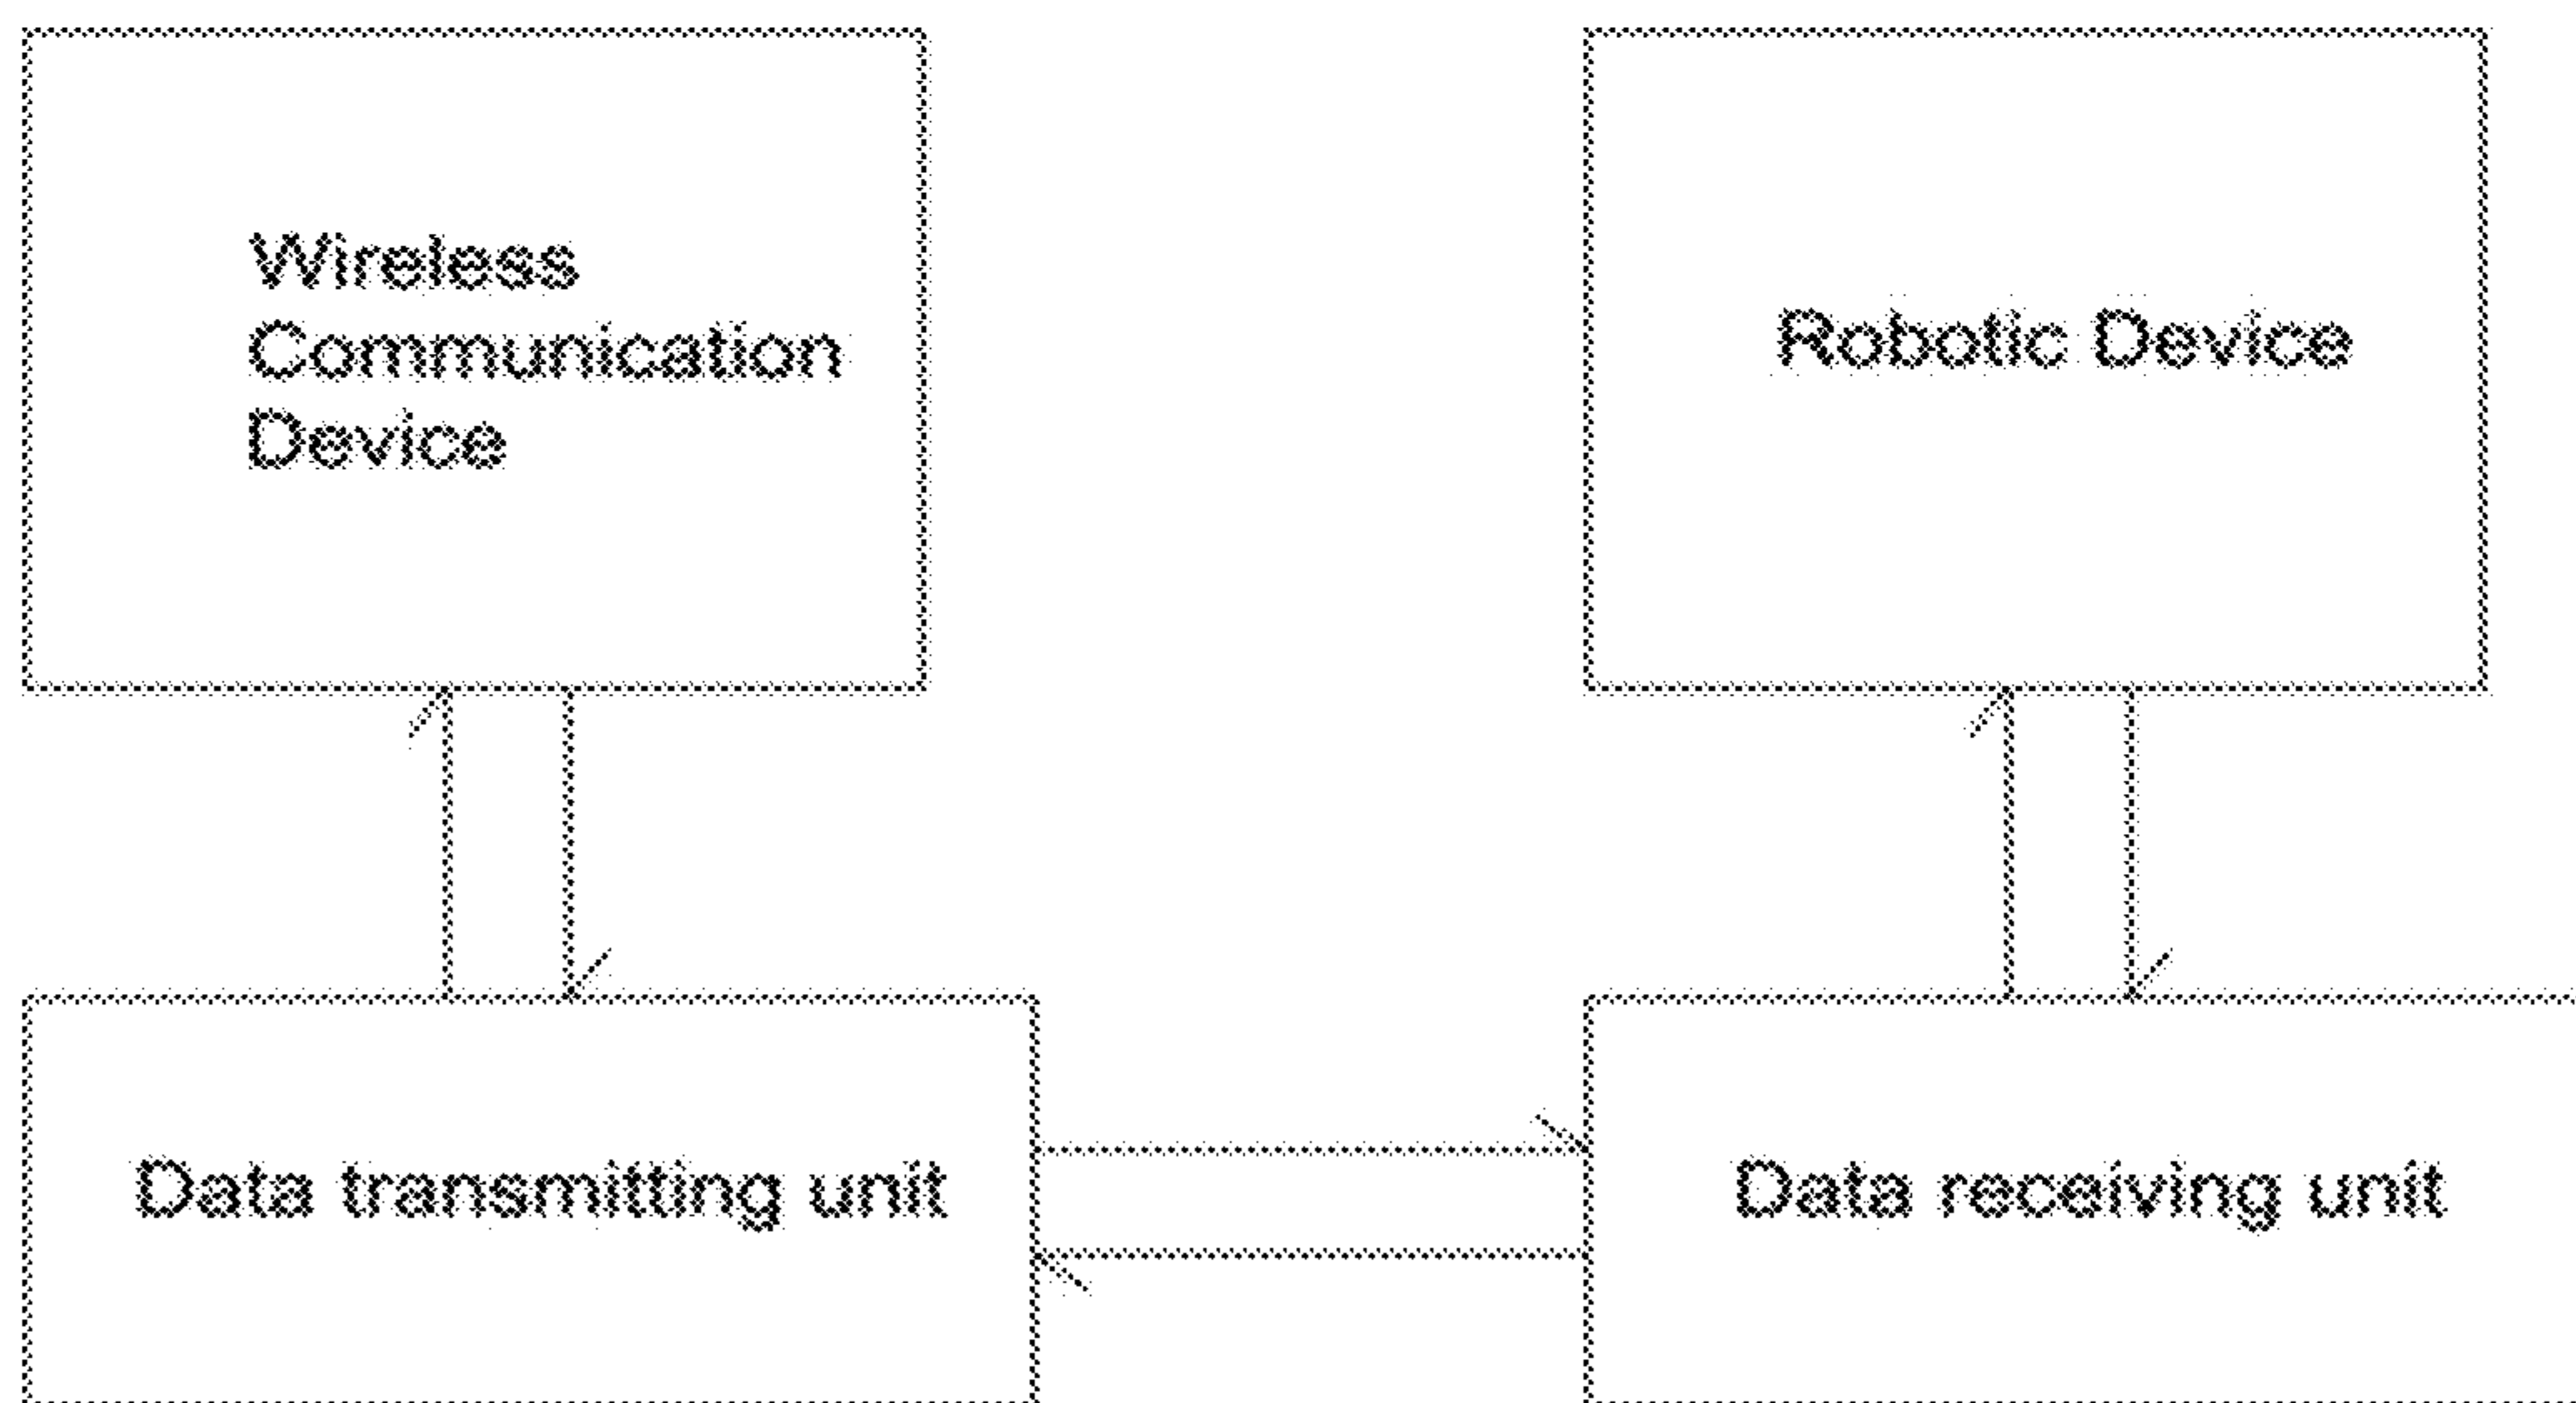 Wireless
Communication
Device
Robotic Device
Data transmitting unit
Data receiving unit